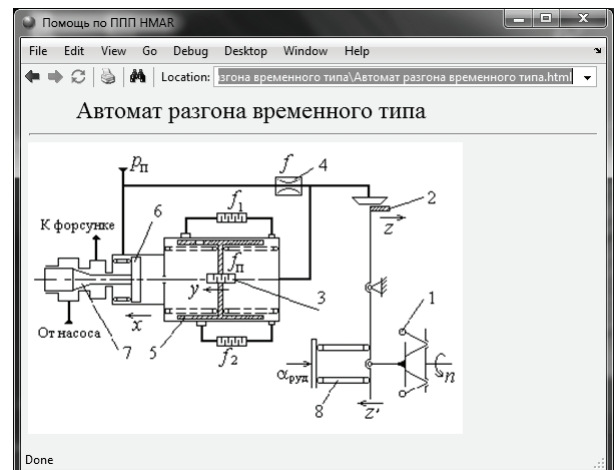 Помощь по ППП HMAR
File Edit View Go Debug Desktop Window Help
Location: згона временного типа\Автомат разгона временного типа.html
Автомат разгона временного типа
pп
f
4
К форсунке
6
f1
2
z
fп
y
3
1
x
От насоса
7
5
f2
αруд
n
8
z'
Done